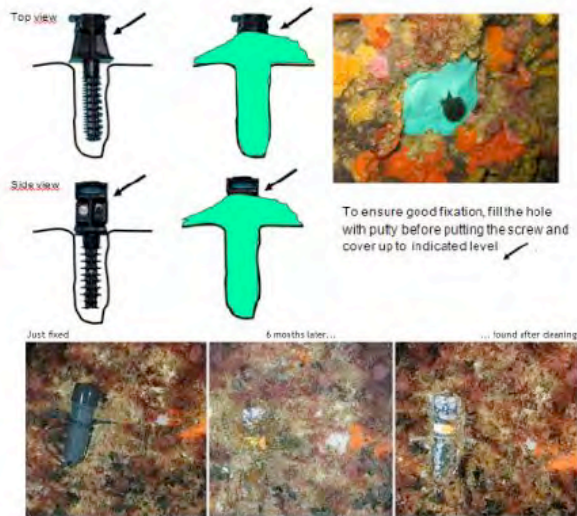 Top view
Side view
To ensure good fixation, fill the hole
with putty before putting the screw and
cover up to indicated level
Just fixed
6 months later...
... found after cleaning